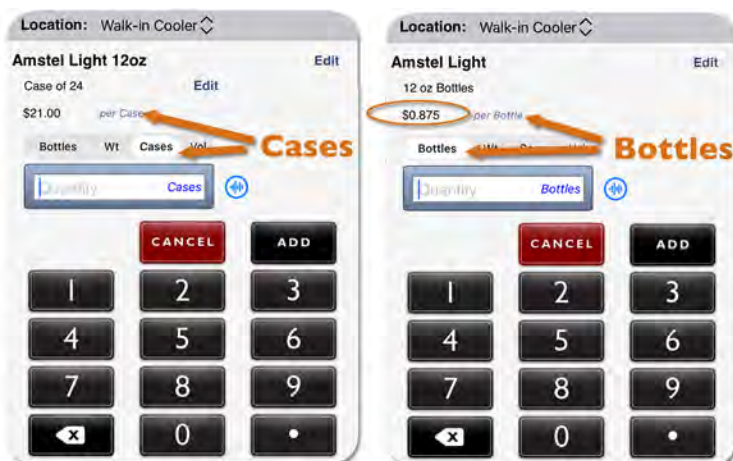 Location: Walk-in Cooler
Amstel Light 12oz Edit
Case of 24 Edit
$21.00 per Case
Bottles Wt Cases Vol
Cases
Quantity Cases
CANCEL ADD
1 2 3
4 5 6
7 8 9
X 0 •
Location: Walk-in Cooler
Amstel Light Edit
12 oz Bottles
$0.875 per Bottle
Bottles Wt
Bottles
Quantity Bottles
CANCEL ADD
1 2 3
4 5 6
7 8 9
X 0 •